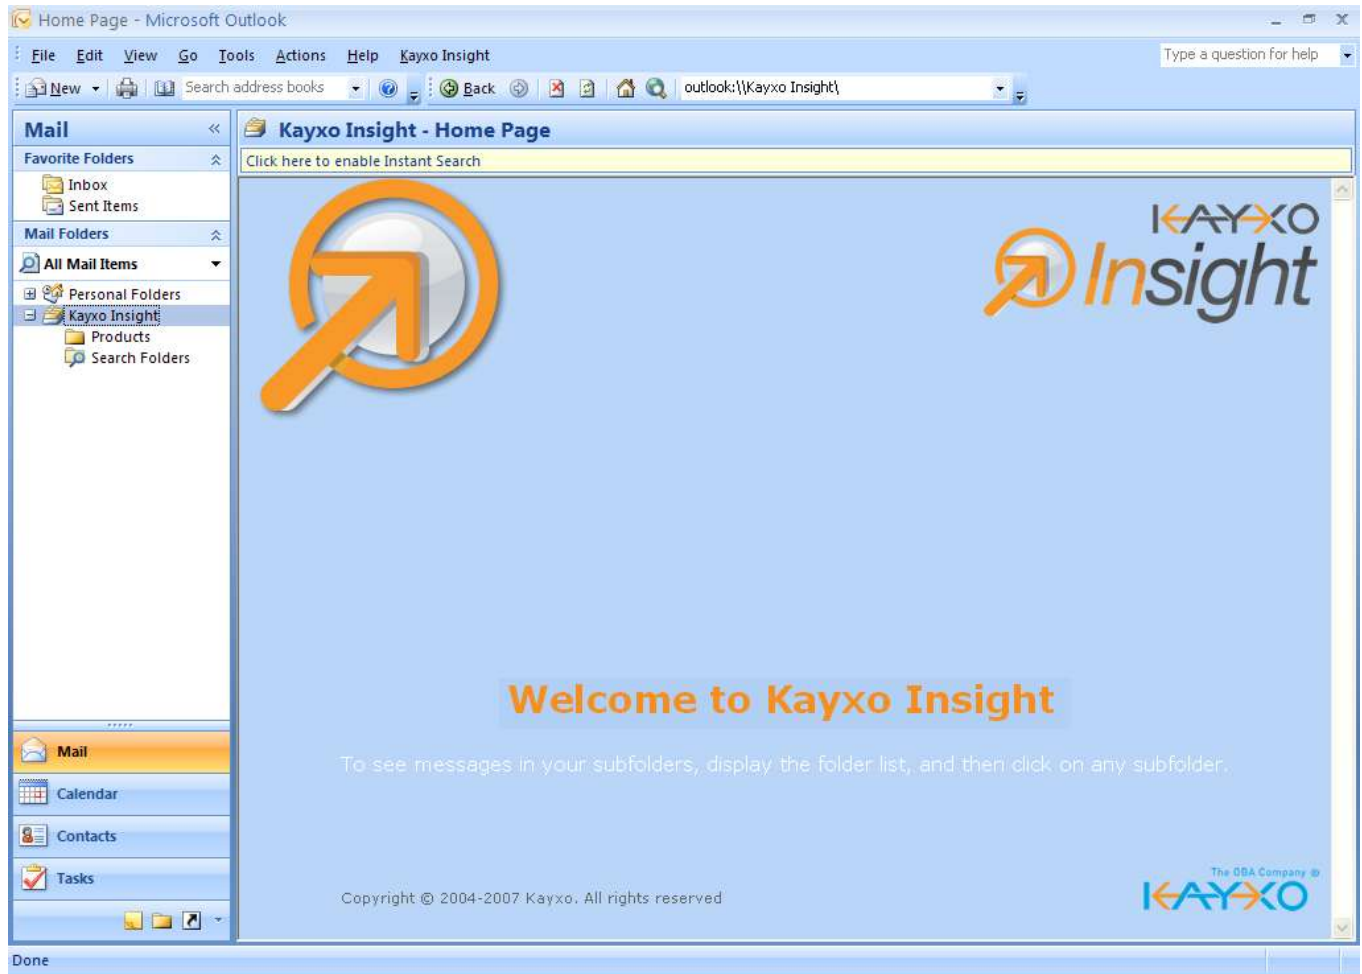 Home Page - Microsoft Outlook
File Edit View Go Tools Actions Help Kayxo Insight
Type a question for help
New Search address books Back outlook:\\Kayxo Insight\
Mail «
Kayxo Insight - Home Page
Favorite Folders
Click here to enable Instant Search
Inbox
Sent Items
Mail Folders
All Mail Items
Personal Folders
Kayxo Insight
Products
Search Folders
KAYXO
Insight
Welcome to Kayxo Insight
To see messages in your subfolders, display the folder list, and then click on any subfolder.
Mail
Calendar
Contacts
Tasks
Copyright © 2004-2007 Kayxo. All rights reserved
The OBA Company ®
KAYXO
Done